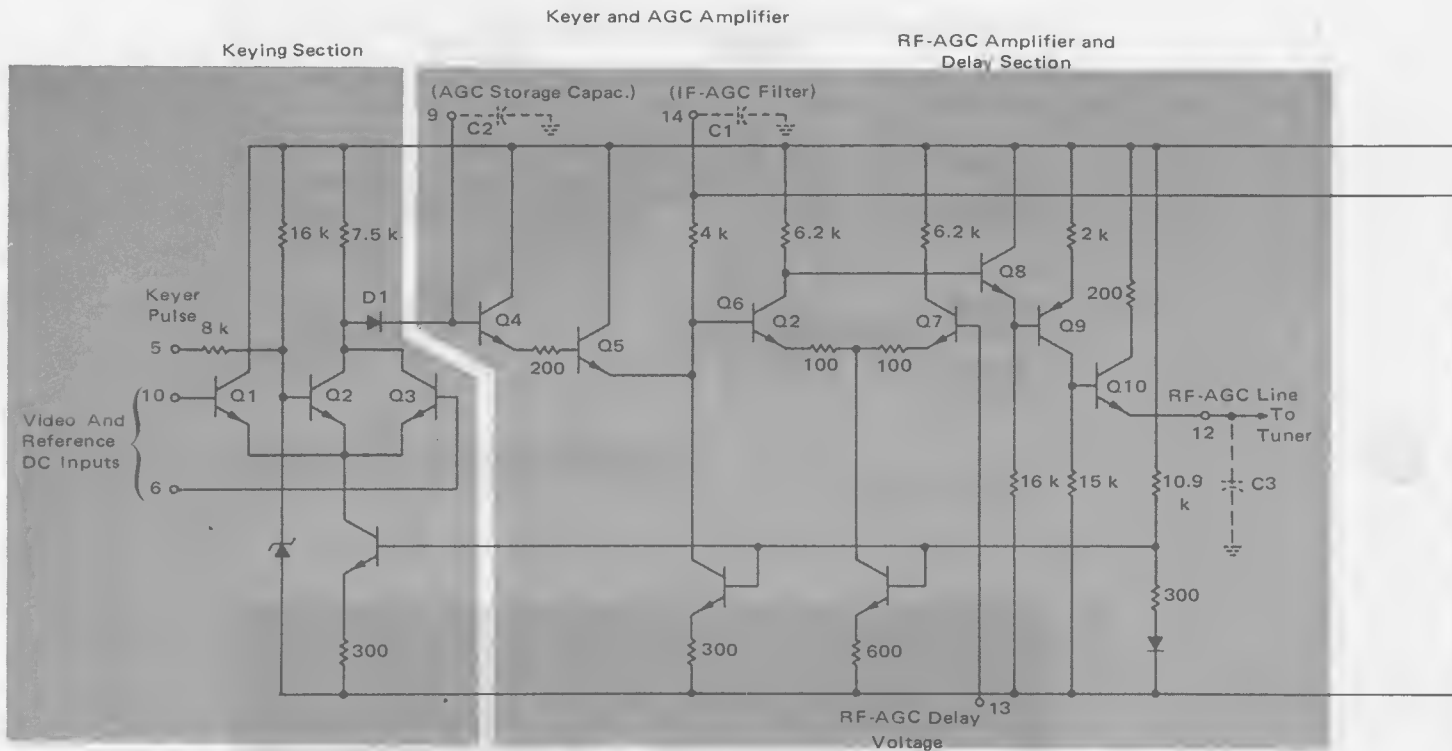 Keyer and AGC Amplifier
Keying Section
RF-AGC Amplifier and
Delay Section
(AGC Storage Capac.)
(IF-AGC Filter)
9
C2
14
C1
16 k
7.5 k
4 k
6.2 k
6.2 k
2 k
Keyer
Pulse
8 k
5
D1
Q4
Q5
200
Q6
Q2
Q7
100
100
Q8
Q9
200
Q10
10
Q1
Q2
Q3
Video And
Reference
DC Inputs
6
RF-AGC Line
To
Tuner
12
16 k
15 k
10.9
k
C3
300
300
300
600
13
RF-AGC Delay
Voltage